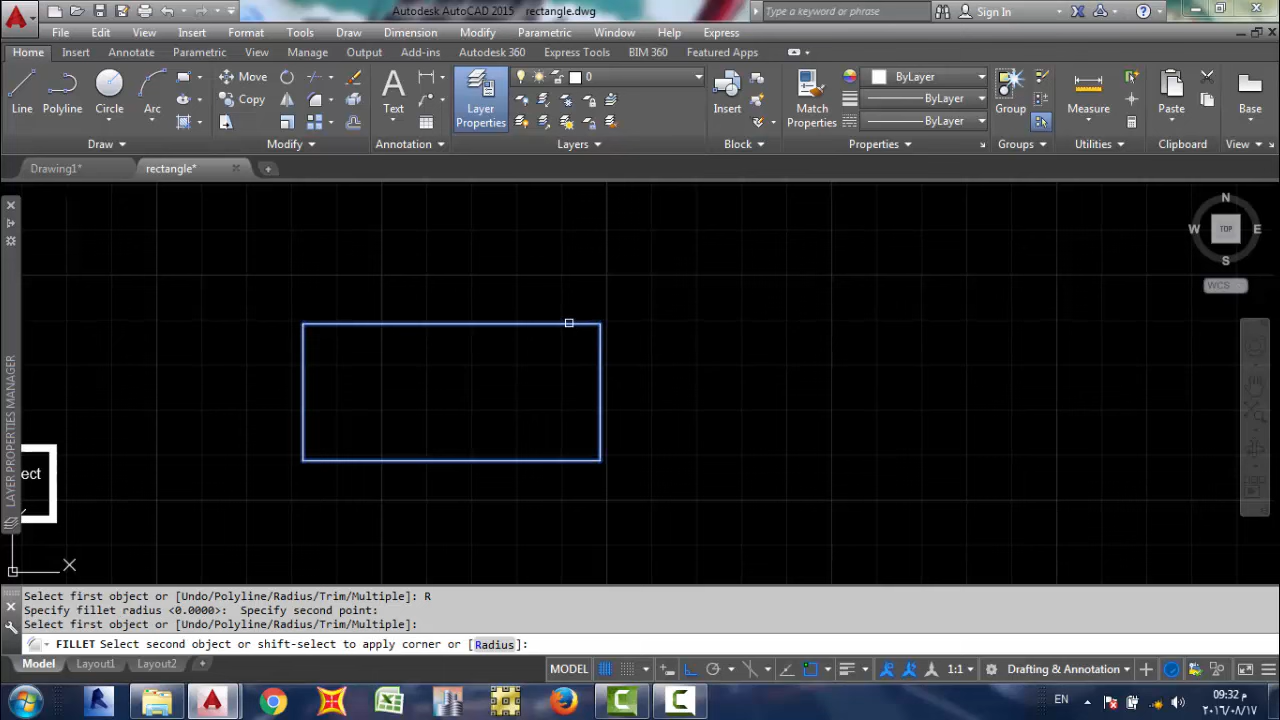 Autodesk AutoCAD 2015 rectangle.dwg
Type a keyword or phrase
Sign In
File Edit View Insert Format Tools Draw Dimension Modify Parametric Window Help Express
Home Insert Annotate Parametric View Manage Output Add-ins Autodesk 360 Express Tools BIM 360 Featured Apps
Line Polyline Circle Arc
Move
Copy
Text
Layer Properties
0
Insert
Match Properties
ByLayer
ByLayer
ByLayer
Group
Measure
Paste
Base
Draw Modify Annotation Layers Block Properties Groups Utilities Clipboard View
Drawing1* rectangle*
N
W TOP E
S
WCS
LAYER PROPERTIES MANAGER
ect
X
Select first object or [Undo/Polyline/Radius/Trim/Multiple]: R
Specify fillet radius <0.0000>: Specify second point:
Select first object or [Undo/Polyline/Radius/Trim/Multiple]:
FILLET Select second object or shift-select to apply corner or [Radius]:
Model Layout1 Layout2 +
MODEL 1:1 Drafting & Annotation
EN
٠٩:٣٢ م
٢٠١٦/٠٨/١٧